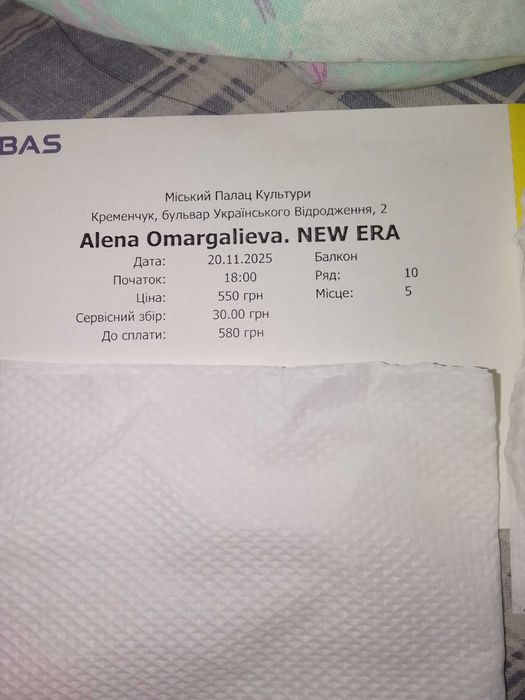 BAS
Міський Палац Культури
Кременчук, бульвар Українського Відродження, 2
Alena Omargalieva. NEW ERA
Дата: 20.11.2025 Балкон
Початок: 18:00 Ряд: 10
Ціна: 550 грн Місце: 5
Сервісний збір: 30.00 грн
До сплати: 580 грн